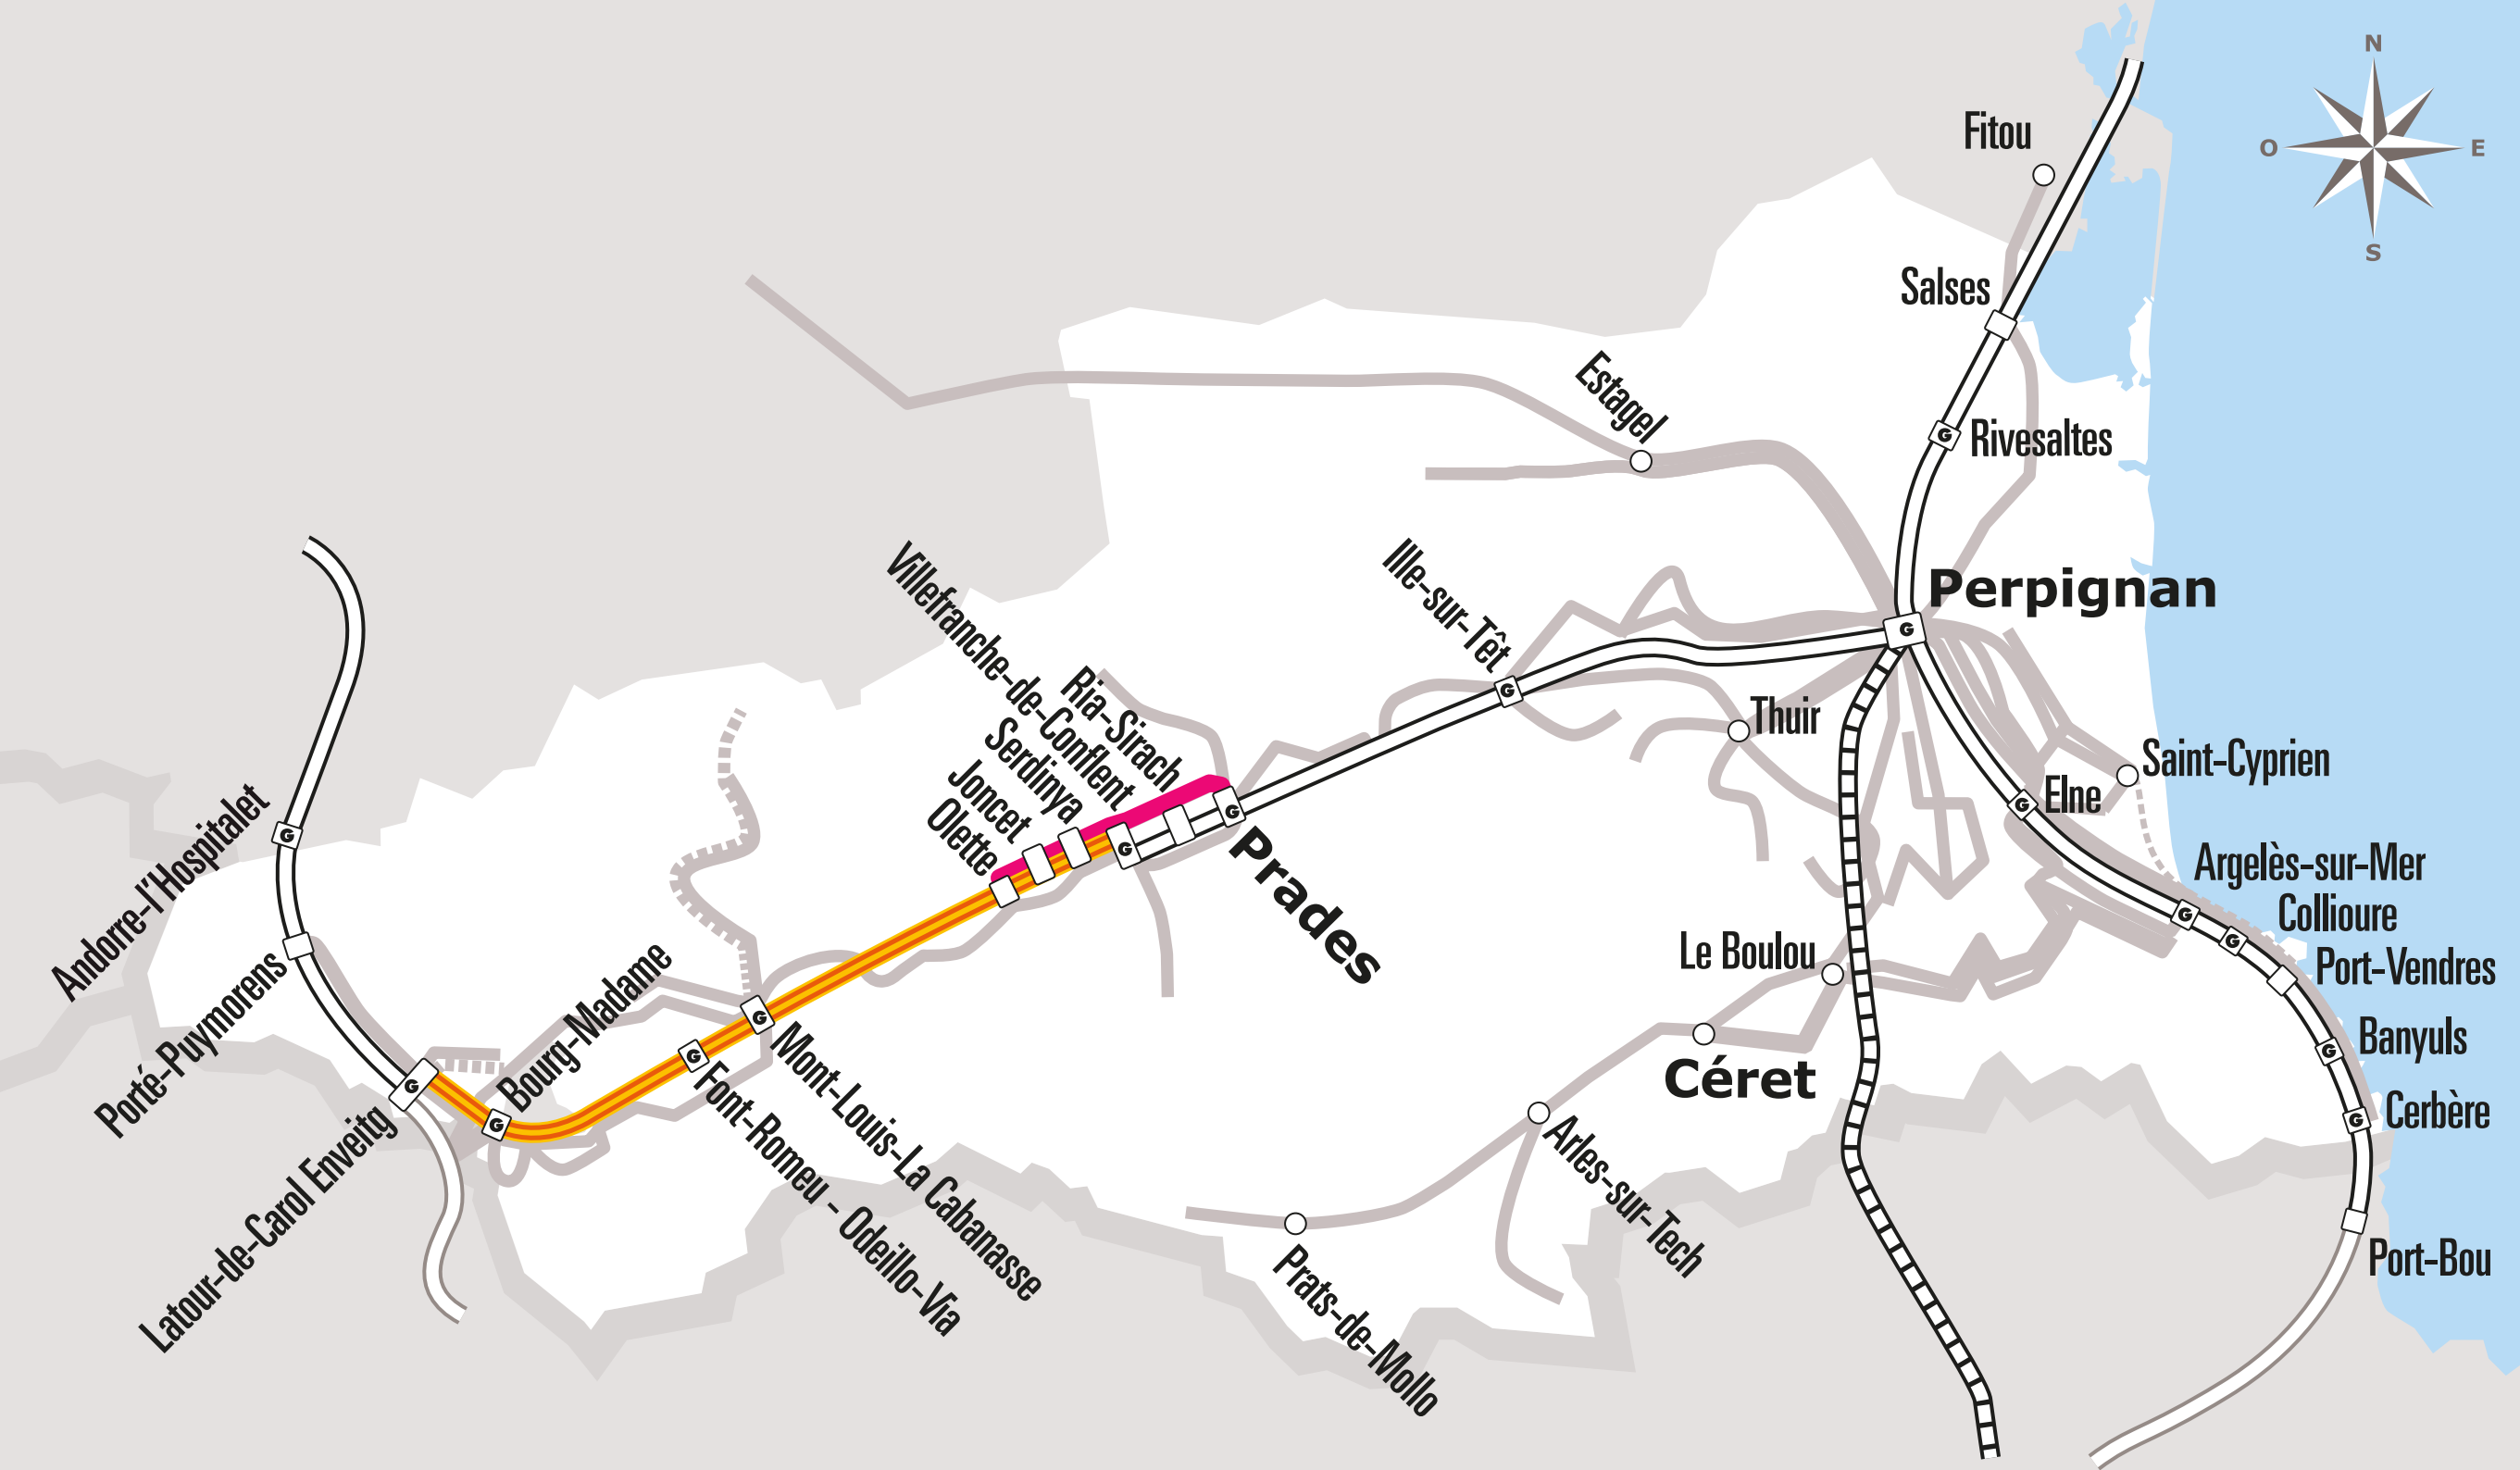 N
O
E
S
Fitou
Salses
Rivesaltes
Estagel
Perpignan
G
Ille-sur-Têt
G
Thuir
Saint-Cyprien
Elne
G
Villefranche-de-Conflent
Ria-Sirach
Serdinya
Joncet
Olette
G
G
Prades
G
Argelès-sur-Mer
G
Collioure
G
Port-Vendres
Banyuls
G
Cerbère
G
Port-Bou
Le Boulou
Céret
Arles-sur-Tech
Prats-de-Mollo
Andorre-l'Hospitalet
G
Porté-Puymorens
Latour-de-Carol Enveitg
G
Bourg-Madame
G
Font-Romeu - Odeillo-Via
G
Mont-Louis-La Cabanasse
G